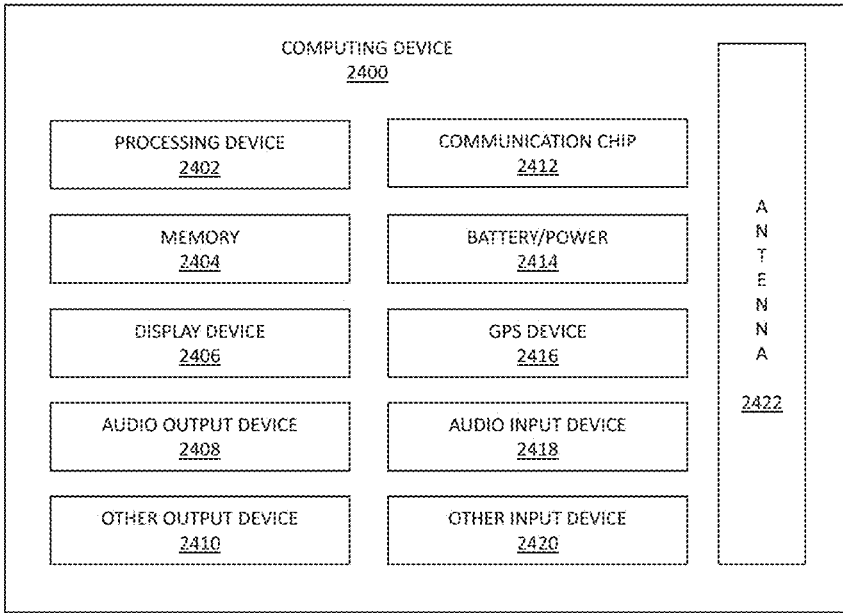 COMPUTING DEVICE
2400
PROCESSING DEVICE
2402
COMMUNICATION CHIP
2412
MEMORY
2404
BATTERY/POWER
2414
DISPLAY DEVICE
2406
GPS DEVICE
2416
AUDIO OUTPUT DEVICE
2408
AUDIO INPUT DEVICE
2418
OTHER OUTPUT DEVICE
2410
OTHER INPUT DEVICE
2420
ANTENNA
2422